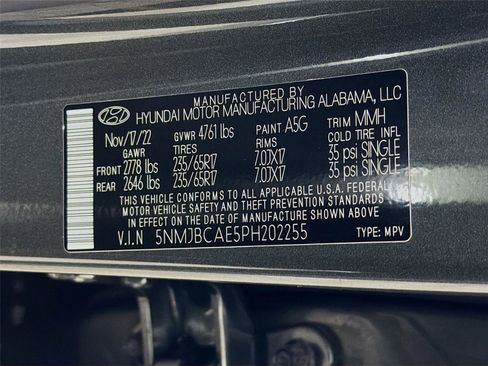 MANUFACTURED BY
HYUNDAI MOTOR MANUFACTURING ALABAMA, LLC
Nov/17/22 GVWR 4761 lbs PAINT A5G TRIM MMH
GAWR TIRES RIMS COLD TIRE INFL
FRONT 2778 lbs 235/65R17 7.0JX17 35 psi SINGLE
REAR 2646 lbs 235/65R17 7.0JX17 35 psi SINGLE
THIS VEHICLE CONFORMS TO ALL APPLICABLE U.S.A. FEDERAL
MOTOR VEHICLE SAFETY AND THEFT PREVENTION STANDARDS
IN EFFECT ON THE DATE OF MANUFACTURE SHOWN ABOVE.
V.I.N 5NMJBCAE5PH202255 TYPE: MPV